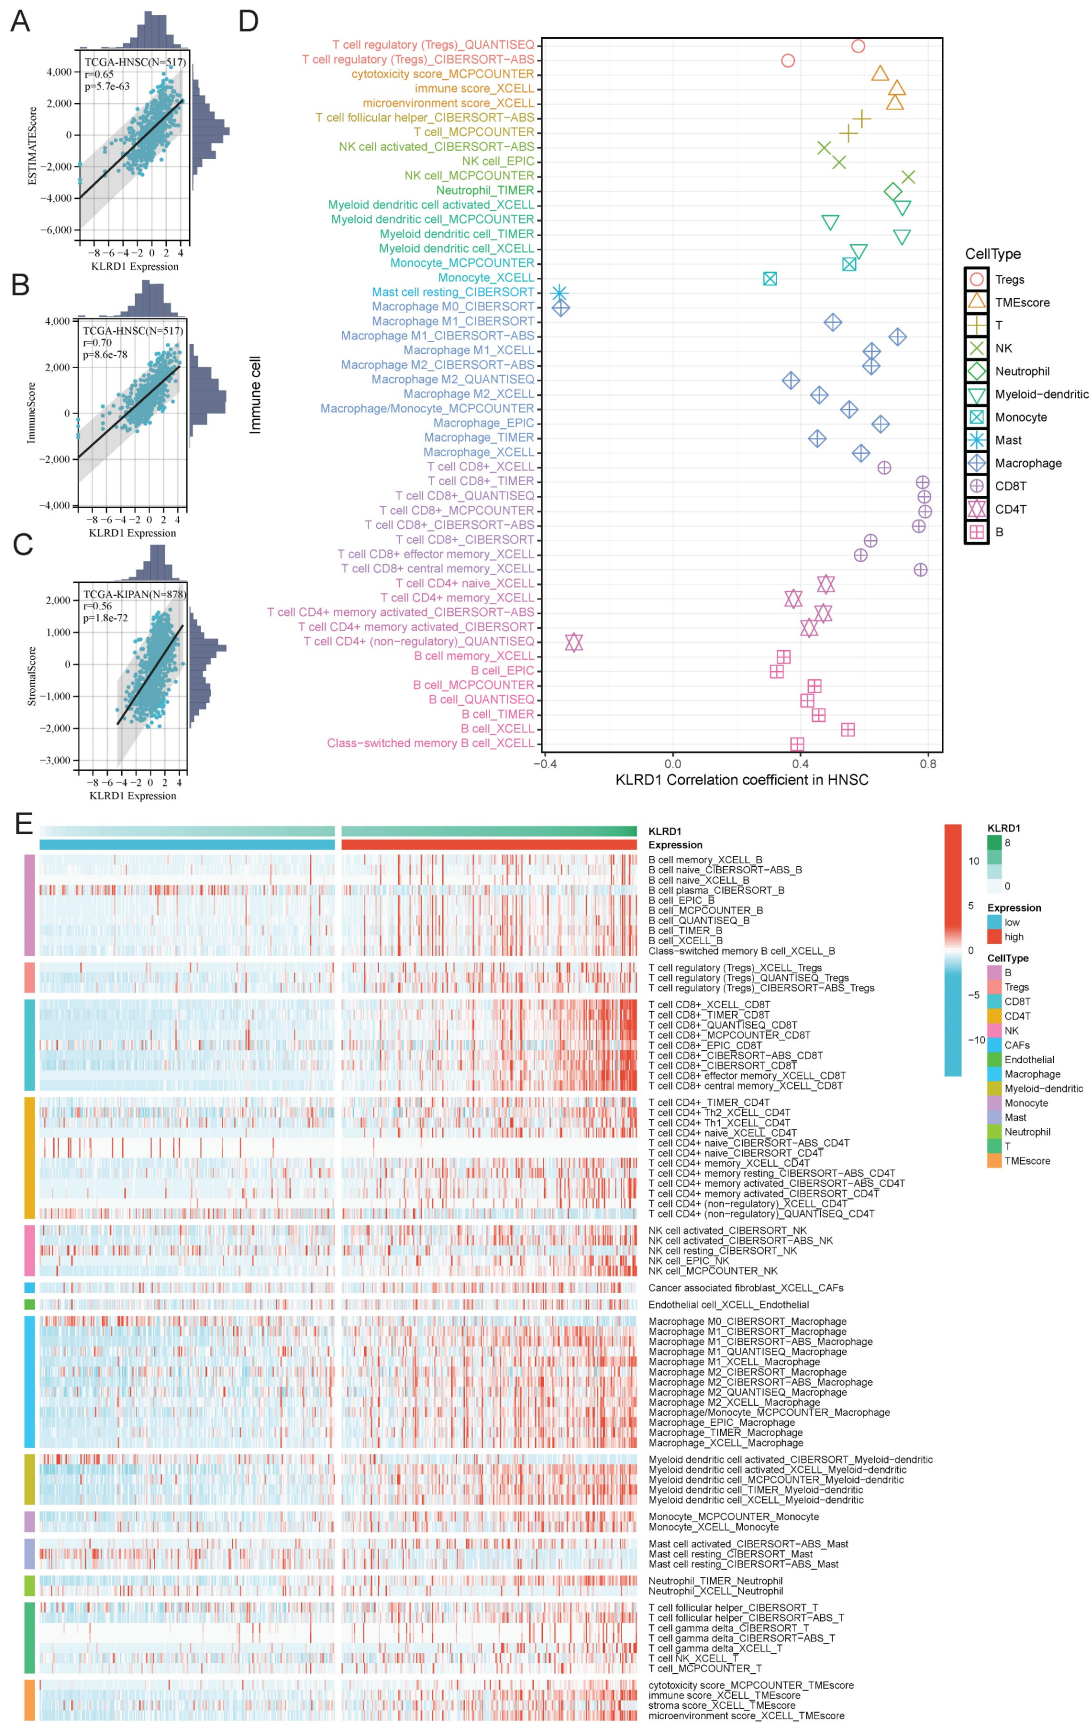 A
TCGA-HNSC(N=517)
r=0.65
p=5.7e-63
4,000
2,000
0
−2,000
−4,000
−6,000
ESTIMATEScore
−8 −6 −4 −2 0 2 4
KLRD1 Expression
B
TCGA-HNSC(N=517)
r=0.70
p=8.6e-78
4,000
2,000
0
−2,000
−4,000
ImmuneScore
−8 −6 −4 −2 0 2 4
KLRD1 Expression
C
TCGA-KIPAN(N=878)
r=0.56
p=1.8e-72
2,000
1,000
0
−1,000
−2,000
−3,000
StromalScore
−8 −6 −4 −2 0 2 4
KLRD1 Expression
D
Immune cell
T cell regulatory (Tregs)_QUANTISEQ
T cell regulatory (Tregs)_CIBERSORT−ABS
cytotoxicity score_MCPCOUNTER
immune score_XCELL
microenvironment score_XCELL
T cell follicular helper_CIBERSORT−ABS
T cell_MCPCOUNTER
NK cell activated_CIBERSORT−ABS
NK cell_EPIC
NK cell_MCPCOUNTER
Neutrophil_TIMER
Myeloid dendritic cell activated_XCELL
Myeloid dendritic cell_MCPCOUNTER
Myeloid dendritic cell_TIMER
Myeloid dendritic cell_XCELL
Monocyte_MCPCOUNTER
Monocyte_XCELL
Mast cell resting_CIBERSORT
Macrophage M0_CIBERSORT
Macrophage M1_CIBERSORT
Macrophage M1_CIBERSORT−ABS
Macrophage M1_XCELL
Macrophage M2_CIBERSORT−ABS
Macrophage M2_QUANTISEQ
Macrophage M2_XCELL
Macrophage/Monocyte_MCPCOUNTER
Macrophage_EPIC
Macrophage_TIMER
Macrophage_XCELL
T cell CD8+_XCELL
T cell CD8+_TIMER
T cell CD8+_QUANTISEQ
T cell CD8+_MCPCOUNTER
T cell CD8+_CIBERSORT−ABS
T cell CD8+_CIBERSORT
T cell CD8+ effector memory_XCELL
T cell CD8+ central memory_XCELL
T cell CD4+ naive_XCELL
T cell CD4+ memory_XCELL
T cell CD4+ memory activated_CIBERSORT−ABS
T cell CD4+ memory activated_CIBERSORT
T cell CD4+ (non−regulatory)_QUANTISEQ
B cell memory_XCELL
B cell_EPIC
B cell_MCPCOUNTER
B cell_QUANTISEQ
B cell_TIMER
B cell_XCELL
Class−switched memory B cell_XCELL
−0.4 0.0 0.4 0.8
KLRD1 Correlation coefficient in HNSC
CellType
Tregs
TMEscore
T
NK
Neutrophil
Myeloid−dendritic
Monocyte
Mast
Macrophage
CD8T
CD4T
B
E
KLRD1
Expression
B cell memory_XCELL_B
B cell naive_CIBERSORT−ABS_B
B cell naive_XCELL_B
B cell plasma_CIBERSORT_B
B cell_EPIC_B
B cell_MCPCOUNTER_B
B cell_QUANTISEQ_B
B cell_TIMER_B
B cell_XCELL_B
Class−switched memory B cell_XCELL_B
T cell regulatory (Tregs)_XCELL_Tregs
T cell regulatory (Tregs)_QUANTISEQ_Tregs
T cell regulatory (Tregs)_CIBERSORT−ABS_Tregs
T cell CD8+_XCELL_CD8T
T cell CD8+_TIMER_CD8T
T cell CD8+_QUANTISEQ_CD8T
T cell CD8+_MCPCOUNTER_CD8T
T cell CD8+_EPIC_CD8T
T cell CD8+_CIBERSORT−ABS_CD8T
T cell CD8+_CIBERSORT_CD8T
T cell CD8+ effector memory_XCELL_CD8T
T cell CD8+ central memory_XCELL_CD8T
T cell CD4+_TIMER_CD4T
T cell CD4+ Th2_XCELL_CD4T
T cell CD4+ Th1_XCELL_CD4T
T cell CD4+ naive_XCELL_CD4T
T cell CD4+ naive_CIBERSORT−ABS_CD4T
T cell CD4+ naive_CIBERSORT_CD4T
T cell CD4+ memory_XCELL_CD4T
T cell CD4+ memory resting_CIBERSORT−ABS_CD4T
T cell CD4+ memory activated_CIBERSORT−ABS_CD4T
T cell CD4+ memory activated_CIBERSORT_CD4T
T cell CD4+ (non−regulatory)_XCELL_CD4T
T cell CD4+ (non−regulatory)_QUANTISEQ_CD4T
NK cell activated_CIBERSORT_NK
NK cell activated_CIBERSORT−ABS_NK
NK cell resting_CIBERSORT_NK
NK cell_EPIC_NK
NK cell_MCPCOUNTER_NK
Cancer associated fibroblast_XCELL_CAFs
Endothelial cell_XCELL_Endothelial
Macrophage M0_CIBERSORT_Macrophage
Macrophage M1_CIBERSORT_Macrophage
Macrophage M1_CIBERSORT−ABS_Macrophage
Macrophage M1_QUANTISEQ_Macrophage
Macrophage M1_XCELL_Macrophage
Macrophage M2_CIBERSORT_Macrophage
Macrophage M2_CIBERSORT−ABS_Macrophage
Macrophage M2_QUANTISEQ_Macrophage
Macrophage M2_XCELL_Macrophage
Macrophage/Monocyte_MCPCOUNTER_Macrophage
Macrophage_EPIC_Macrophage
Macrophage_TIMER_Macrophage
Macrophage_XCELL_Macrophage
Myeloid dendritic cell activated_CIBERSORT_Myeloid−dendritic
Myeloid dendritic cell activated_XCELL_Myeloid−dendritic
Myeloid dendritic cell_MCPCOUNTER_Myeloid−dendritic
Myeloid dendritic cell_TIMER_Myeloid−dendritic
Myeloid dendritic cell_XCELL_Myeloid−dendritic
Monocyte_MCPCOUNTER_Monocyte
Monocyte_XCELL_Monocyte
Mast cell activated_CIBERSORT−ABS_Mast
Mast cell resting_CIBERSORT_Mast
Mast cell resting_CIBERSORT−ABS_Mast
Neutrophil_TIMER_Neutrophil
Neutrophil_XCELL_Neutrophil
T cell follicular helper_CIBERSORT_T
T cell follicular helper_CIBERSORT−ABS_T
T cell gamma delta_CIBERSORT_T
T cell gamma delta_CIBERSORT−ABS_T
T cell gamma delta_XCELL_T
T cell NK_XCELL_T
T cell_MCPCOUNTER_T
cytotoxicity score_MCPCOUNTER_TMEscore
immune score_XCELL_TMEscore
stroma score_XCELL_TMEscore
microenvironment score_XCELL_TMEscore
10
5
0
−5
−10
KLRD1
8
0
Expression
low
high
CellType
B
Tregs
CD8T
CD4T
NK
CAFs
Endothelial
Macrophage
Myeloid−dendritic
Monocyte
Mast
Neutrophil
T
TMEscore